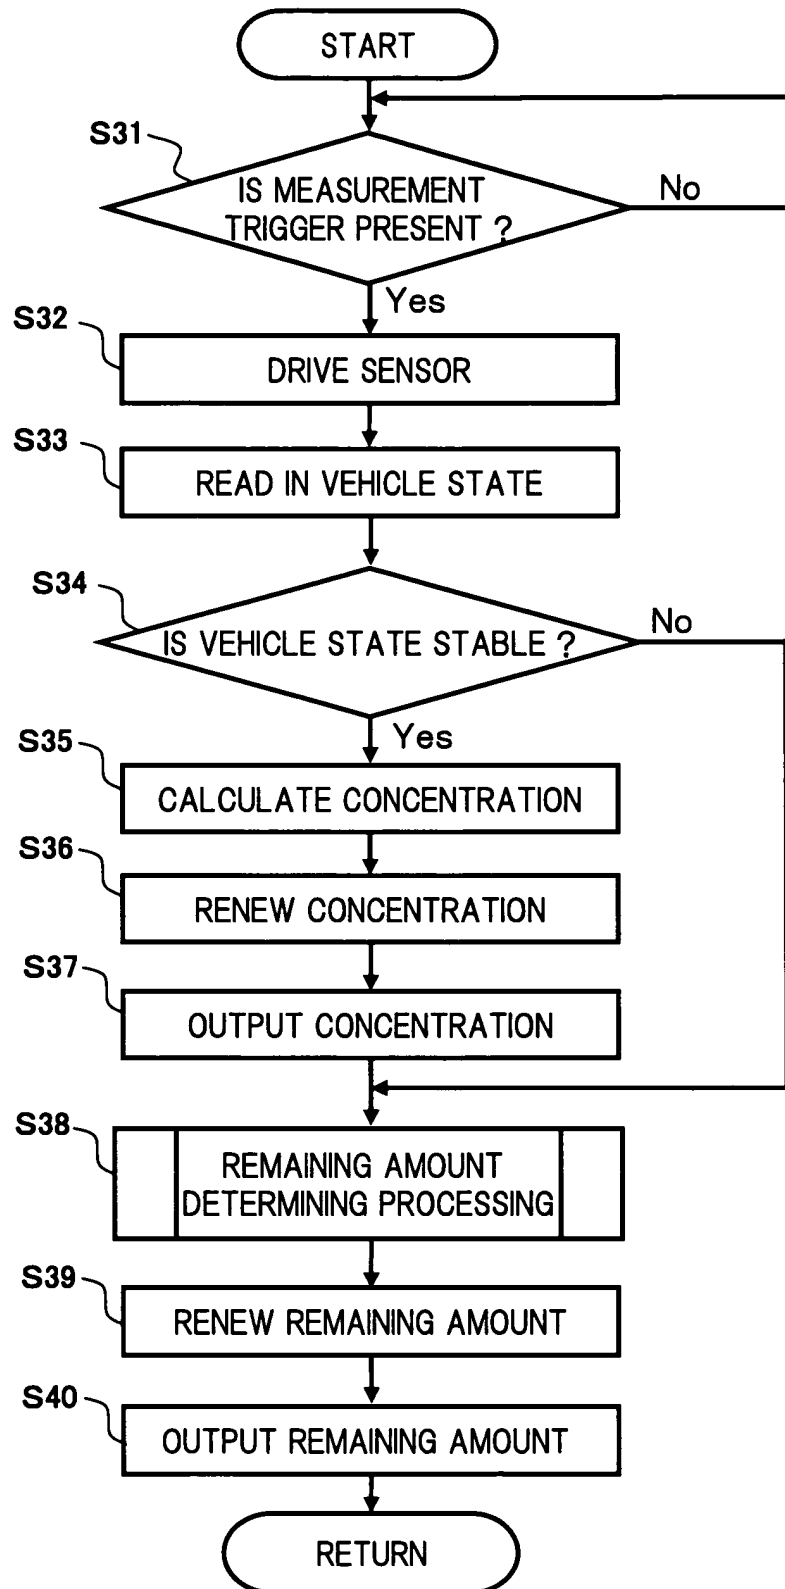 START
S31
IS MEASUREMENT
TRIGGER PRESENT ?
No
Yes
S32
DRIVE SENSOR
S33
READ IN VEHICLE STATE
S34
IS VEHICLE STATE STABLE ?
No
Yes
S35
CALCULATE CONCENTRATION
S36
RENEW CONCENTRATION
S37
OUTPUT CONCENTRATION
S38
REMAINING AMOUNT
DETERMINING PROCESSING
S39
RENEW REMAINING AMOUNT
S40
OUTPUT REMAINING AMOUNT
RETURN